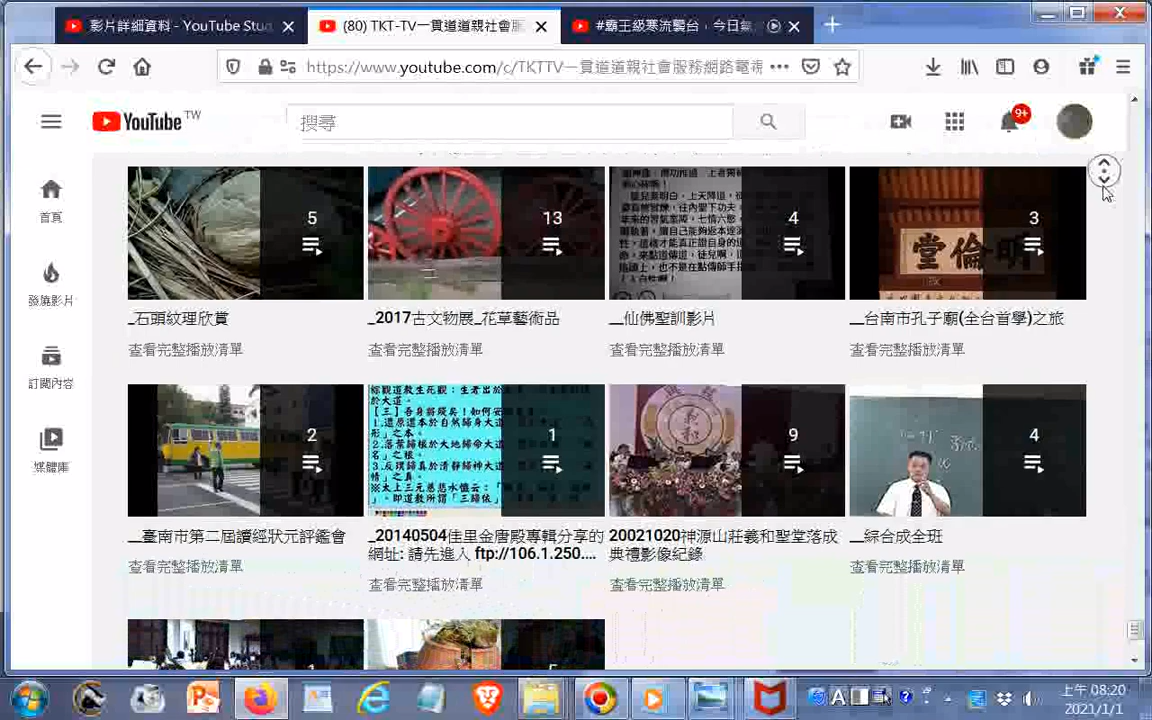 影片詳細資料 - YouTube Stu
(80) TKT-TV一貫道道親社會服
#霸王級寒流襲台，今日氣
https://www.youtube.com/c/TKTTV一貫道道親社會服務網路電視
YouTube TW
搜尋
9+
首頁
發燒影片
訂閱內容
媒體庫
5
13
4
3
明倫堂
_石頭紋理欣賞
_2017古文物展_花草藝術品
__仙佛聖訓影片
__台南市孔子廟(全台首學)之旅
查看完整播放清單
查看完整播放清單
查看完整播放清單
查看完整播放清單
2
1
9
4
__臺南市第二屆讀經狀元評鑑會
_20140504佳里金唐殿專輯分享的
網址: 請先進入 ftp://106.1.250....
20021020神源山莊義和聖堂落成
典禮影像紀錄
__綜合成全班
查看完整播放清單
查看完整播放清單
查看完整播放清單
查看完整播放清單
1
5
上午 08:20
2021/1/1